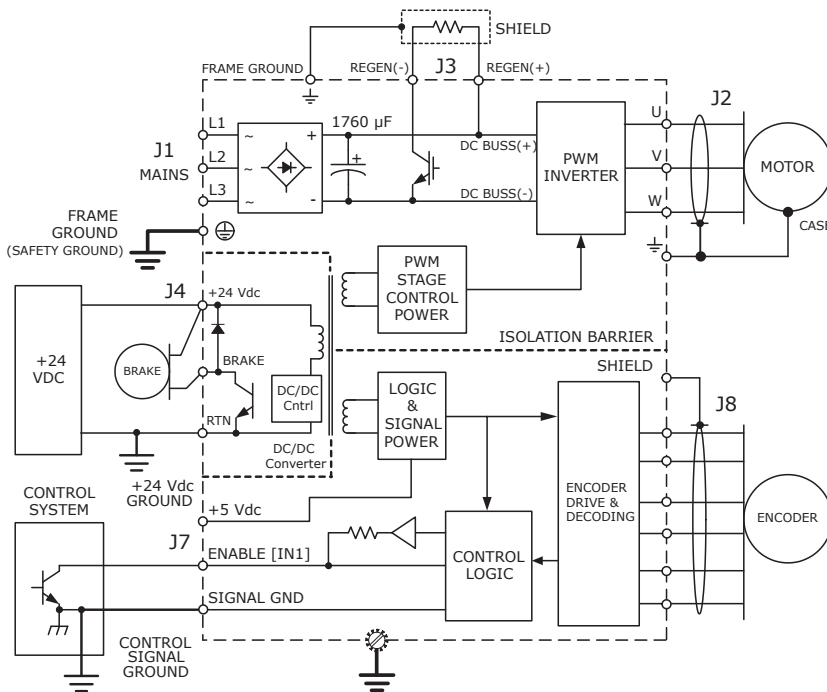 SHIELD
FRAME GROUND
REGEN(-)
J3
REGEN(+)
J1
MAINS
L1
L2
L3
~
~
~
+
-
1760 µF
+
DC BUSS(+)
DC BUSS(-)
PWM
INVERTER
U
V
W
J2
MOTOR
CASE
FRAME
GROUND
(SAFETY GROUND)
J4
+24 Vdc
PWM
STAGE
CONTROL
POWER
ISOLATION BARRIER
+24
VDC
BRAKE
BRAKE
RTN
DC/DC
Cntrl
DC/DC
Converter
LOGIC
&
SIGNAL
POWER
SHIELD
J8
+24 Vdc
GROUND
CONTROL
SYSTEM
+5 Vdc
J7
ENABLE [IN1]
SIGNAL GND
CONTROL
LOGIC
ENCODER
DRIVE &
DECODING
ENCODER
CONTROL
SIGNAL
GROUND